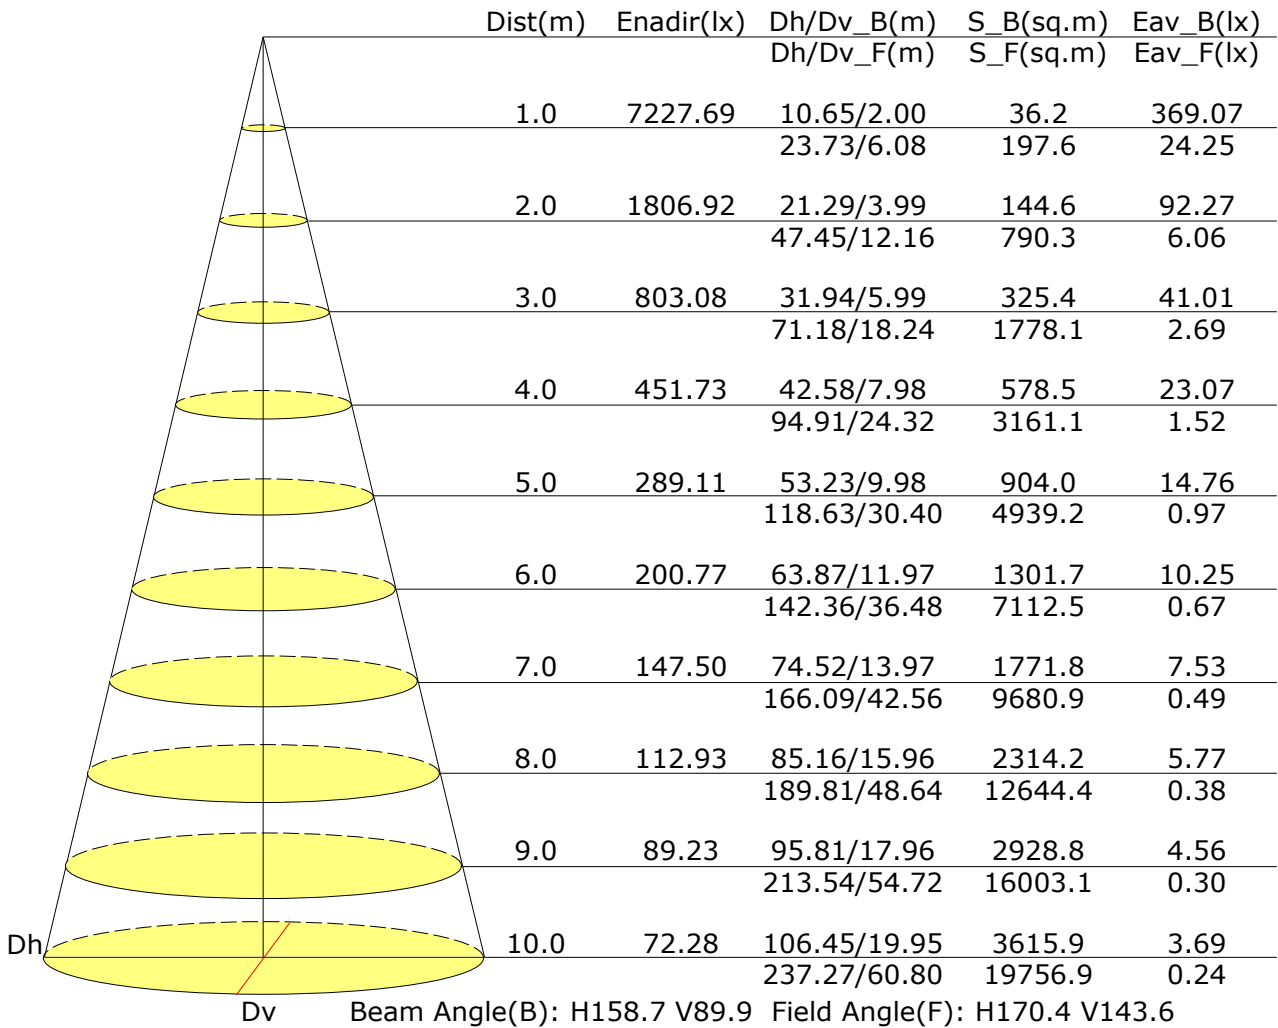 Dist(m) Enadir(lx) Dh/Dv_B(m) S_B(sq.m) Eav_B(lx)
Dh/Dv_F(m) S_F(sq.m) Eav_F(lx)
1.0 7227.69 10.65/2.00 36.2 369.07
23.73/6.08 197.6 24.25
2.0 1806.92 21.29/3.99 144.6 92.27
47.45/12.16 790.3 6.06
3.0 803.08 31.94/5.99 325.4 41.01
71.18/18.24 1778.1 2.69
4.0 451.73 42.58/7.98 578.5 23.07
94.91/24.32 3161.1 1.52
5.0 289.11 53.23/9.98 904.0 14.76
118.63/30.40 4939.2 0.97
6.0 200.77 63.87/11.97 1301.7 10.25
142.36/36.48 7112.5 0.67
7.0 147.50 74.52/13.97 1771.8 7.53
166.09/42.56 9680.9 0.49
8.0 112.93 85.16/15.96 2314.2 5.77
189.81/48.64 12644.4 0.38
9.0 89.23 95.81/17.96 2928.8 4.56
213.54/54.72 16003.1 0.30
Dh 10.0 72.28 106.45/19.95 3615.9 3.69
237.27/60.80 19756.9 0.24
Dv Beam Angle(B): H158.7 V89.9 Field Angle(F): H170.4 V143.6